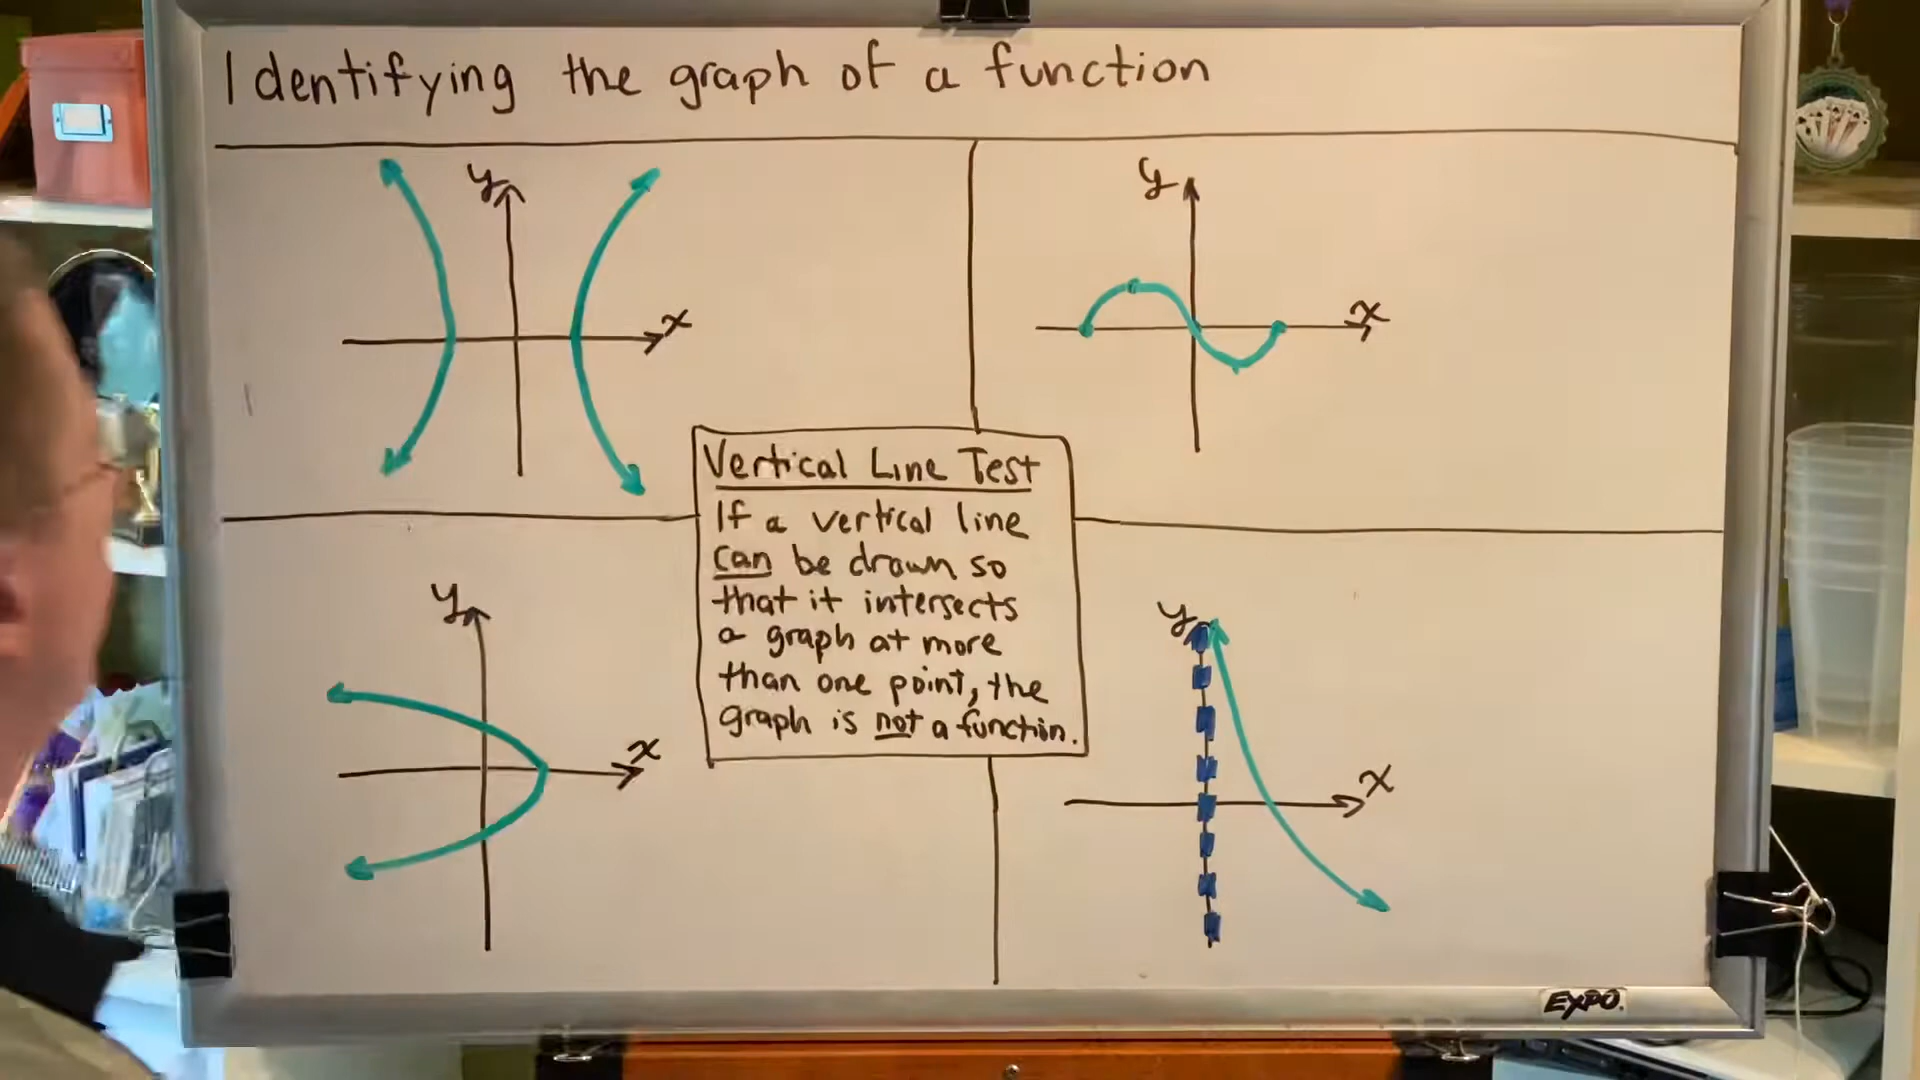 Identifying the graph of a function
y
x
y
x
Vertical Line Test
If a vertical line
can be drawn so
that it intersects
a graph at more
than one point, the
graph is not a function.
y
x
y
x
EXPO.